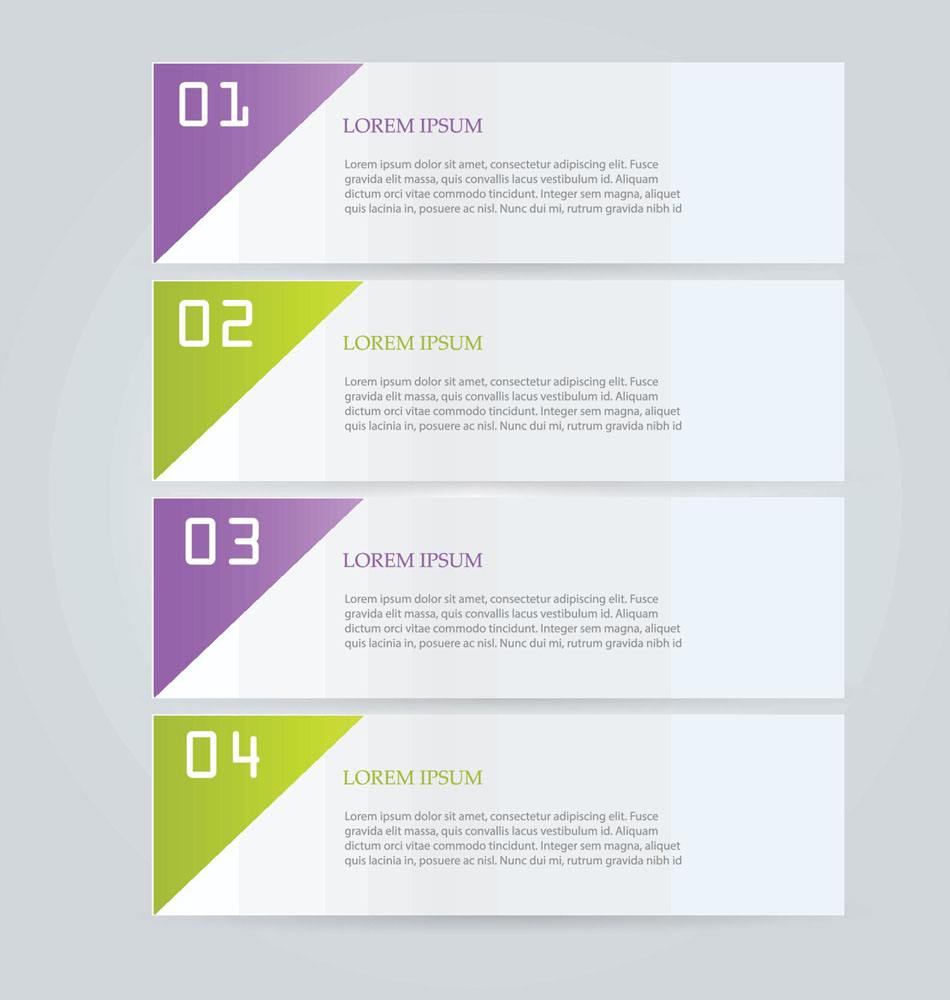 01
LOREM IPSUM
Lorem ipsum dolor sit amet, consectetur adipiscing elit. Fusce
gravida elit massa, quis convallis lacus vestibulum id. Aliquam
dictum orci vitae commodo tincidunt. Integer sem magna, aliquet
quis lacinia in, posuere ac nisl. Nunc dui mi, rutrum gravida nibh id
02
LOREM IPSUM
Lorem ipsum dolor sit amet, consectetur adipiscing elit. Fusce
gravida elit massa, quis convallis lacus vestibulum id. Aliquam
dictum orci vitae commodo tincidunt. Integer sem magna, aliquet
quis lacinia in, posuere ac nisl. Nunc dui mi, rutrum gravida nibh id
03
LOREM IPSUM
Lorem ipsum dolor sit amet, consectetur adipiscing elit. Fusce
gravida elit massa, quis convallis lacus vestibulum id. Aliquam
dictum orci vitae commodo tincidunt. Integer sem magna, aliquet
quis lacinia in, posuere ac nisl. Nunc dui mi, rutrum gravida nibh id
04
LOREM IPSUM
Lorem ipsum dolor sit amet, consectetur adipiscing elit. Fusce
gravida elit massa, quis convallis lacus vestibulum id. Aliquam
dictum orci vitae commodo tincidunt. Integer sem magna, aliquet
quis lacinia in, posuere ac nisl. Nunc dui mi, rutrum gravida nibh id